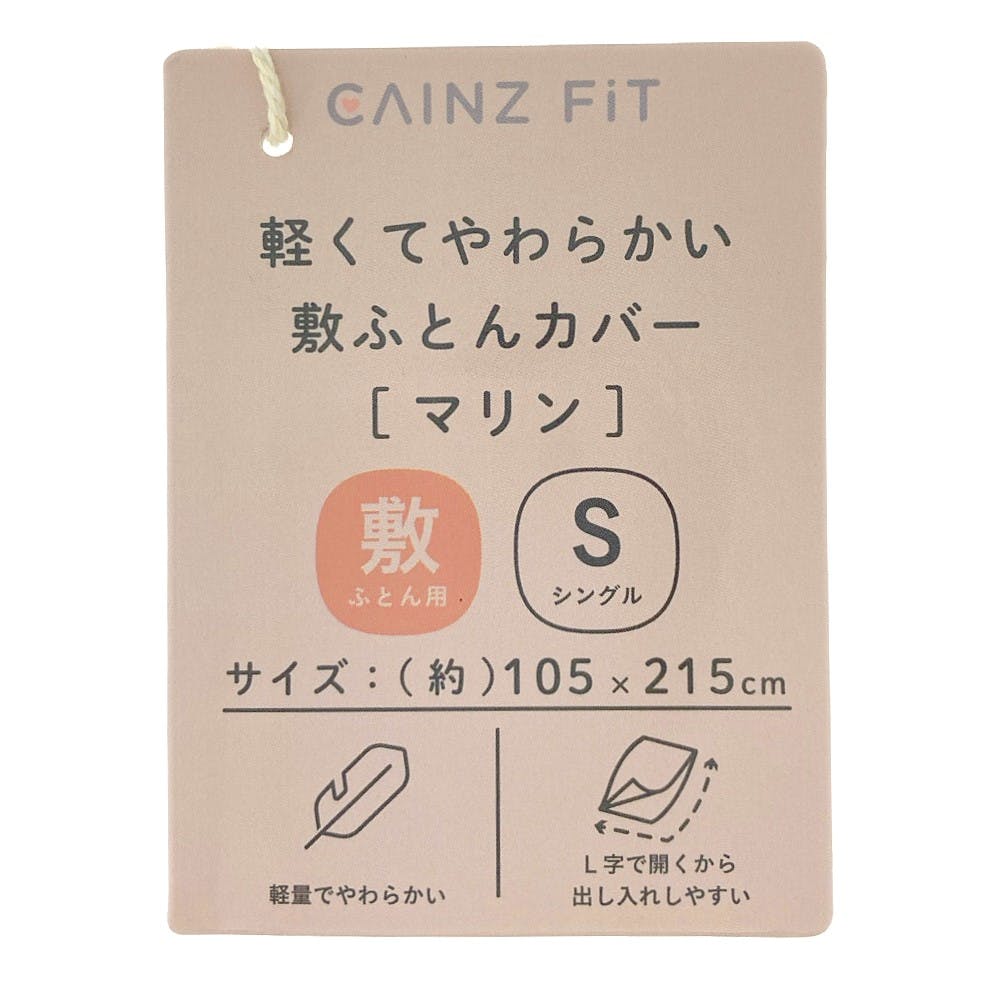 CAINZ FiT
軽くてやわらかい
敷ふとんカバー
[マリン]
敷
ふとん用
S
シングル
サイズ：(約)105×215cm
軽量でやわらかい
L字で開くから
出し入れしやすい